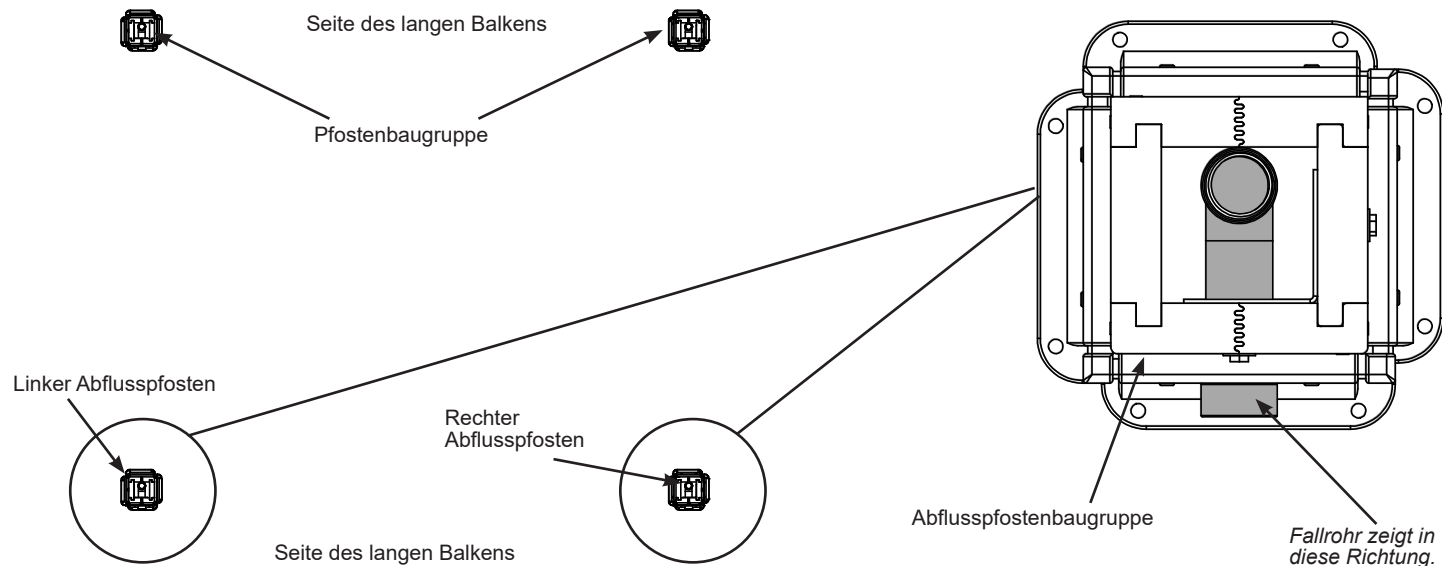 Seite des langen Balkens
Pfostenbaugruppe
Linker Abflusspfosten
Rechter
Abflusspfosten
Abflusspfostenbaugruppe
Fallrohr zeigt in
diese Richtung.
Seite des langen Balkens